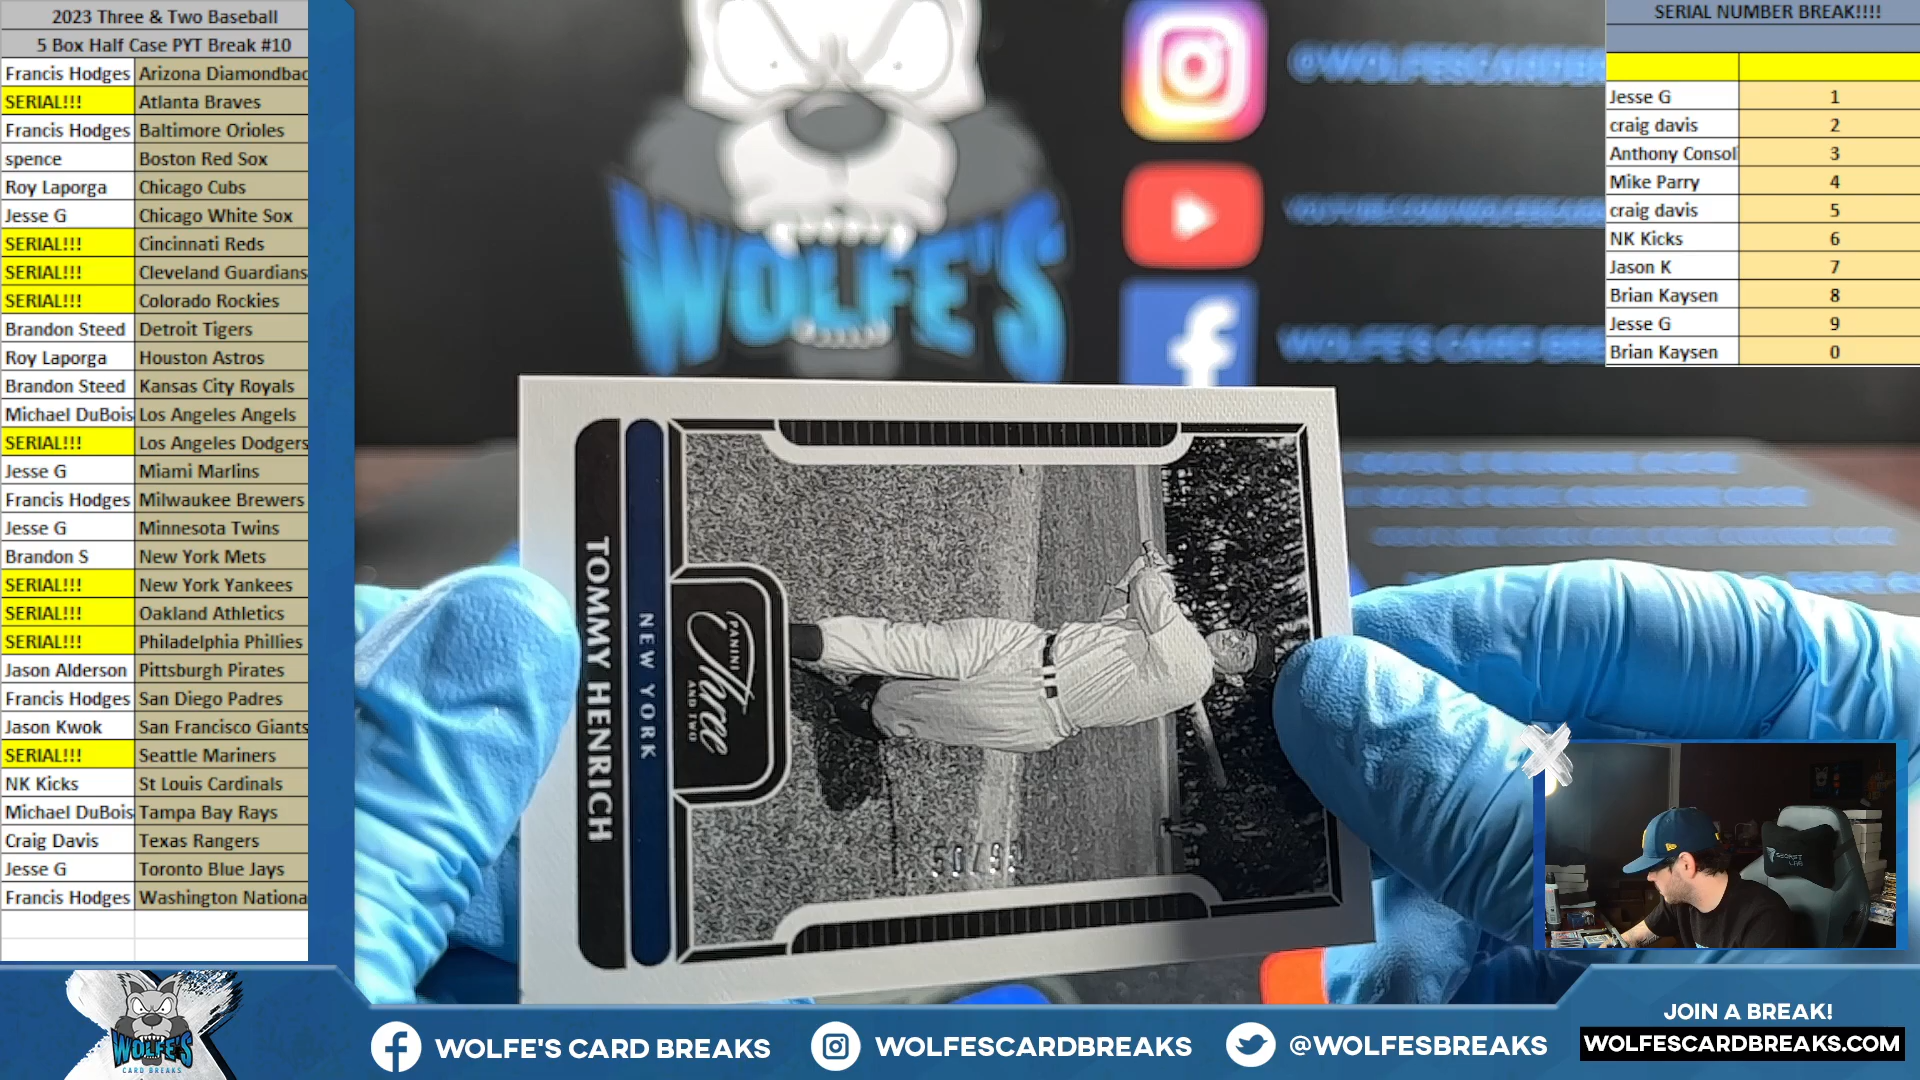 2023 Three & Two Baseball
5 Box Half Case PYT Break #10
Francis Hodges Arizona Diamondbac
SERIAL!!! Atlanta Braves
Francis Hodges Baltimore Orioles
spence Boston Red Sox
Roy Laporga Chicago Cubs
Jesse G Chicago White Sox
SERIAL!!! Cincinnati Reds
SERIAL!!! Cleveland Guardians
SERIAL!!! Colorado Rockies
Brandon Steed Detroit Tigers
Roy Laporga Houston Astros
Brandon Steed Kansas City Royals
Michael DuBois Los Angeles Angels
SERIAL!!! Los Angeles Dodgers
Jesse G Miami Marlins
Francis Hodges Milwaukee Brewers
Jesse G Minnesota Twins
Brandon S New York Mets
SERIAL!!! New York Yankees
SERIAL!!! Oakland Athletics
SERIAL!!! Philadelphia Phillies
Jason Alderson Pittsburgh Pirates
Francis Hodges San Diego Padres
Jason Kwok San Francisco Giants
SERIAL!!! Seattle Mariners
NK Kicks St Louis Cardinals
Michael DuBois Tampa Bay Rays
Craig Davis Texas Rangers
Jesse G Toronto Blue Jays
Francis Hodges Washington Nationa
SERIAL NUMBER BREAK!!!!
Jesse G 1
craig davis 2
Anthony Consol 3
Mike Parry 4
craig davis 5
NK Kicks 6
Jason K 7
Brian Kaysen 8
Jesse G 9
Brian Kaysen 0
WOLFE'S
PANINI
Three
AND TWO
NEW YORK
TOMMY HENRICH
SECRET
LAB
WOLFE'S
CARD BREAKS
WOLFE'S CARD BREAKS
WOLFESCARDBREAKS
@WOLFESBREAKS
JOIN A BREAK!
WOLFESCARDBREAKS.COM